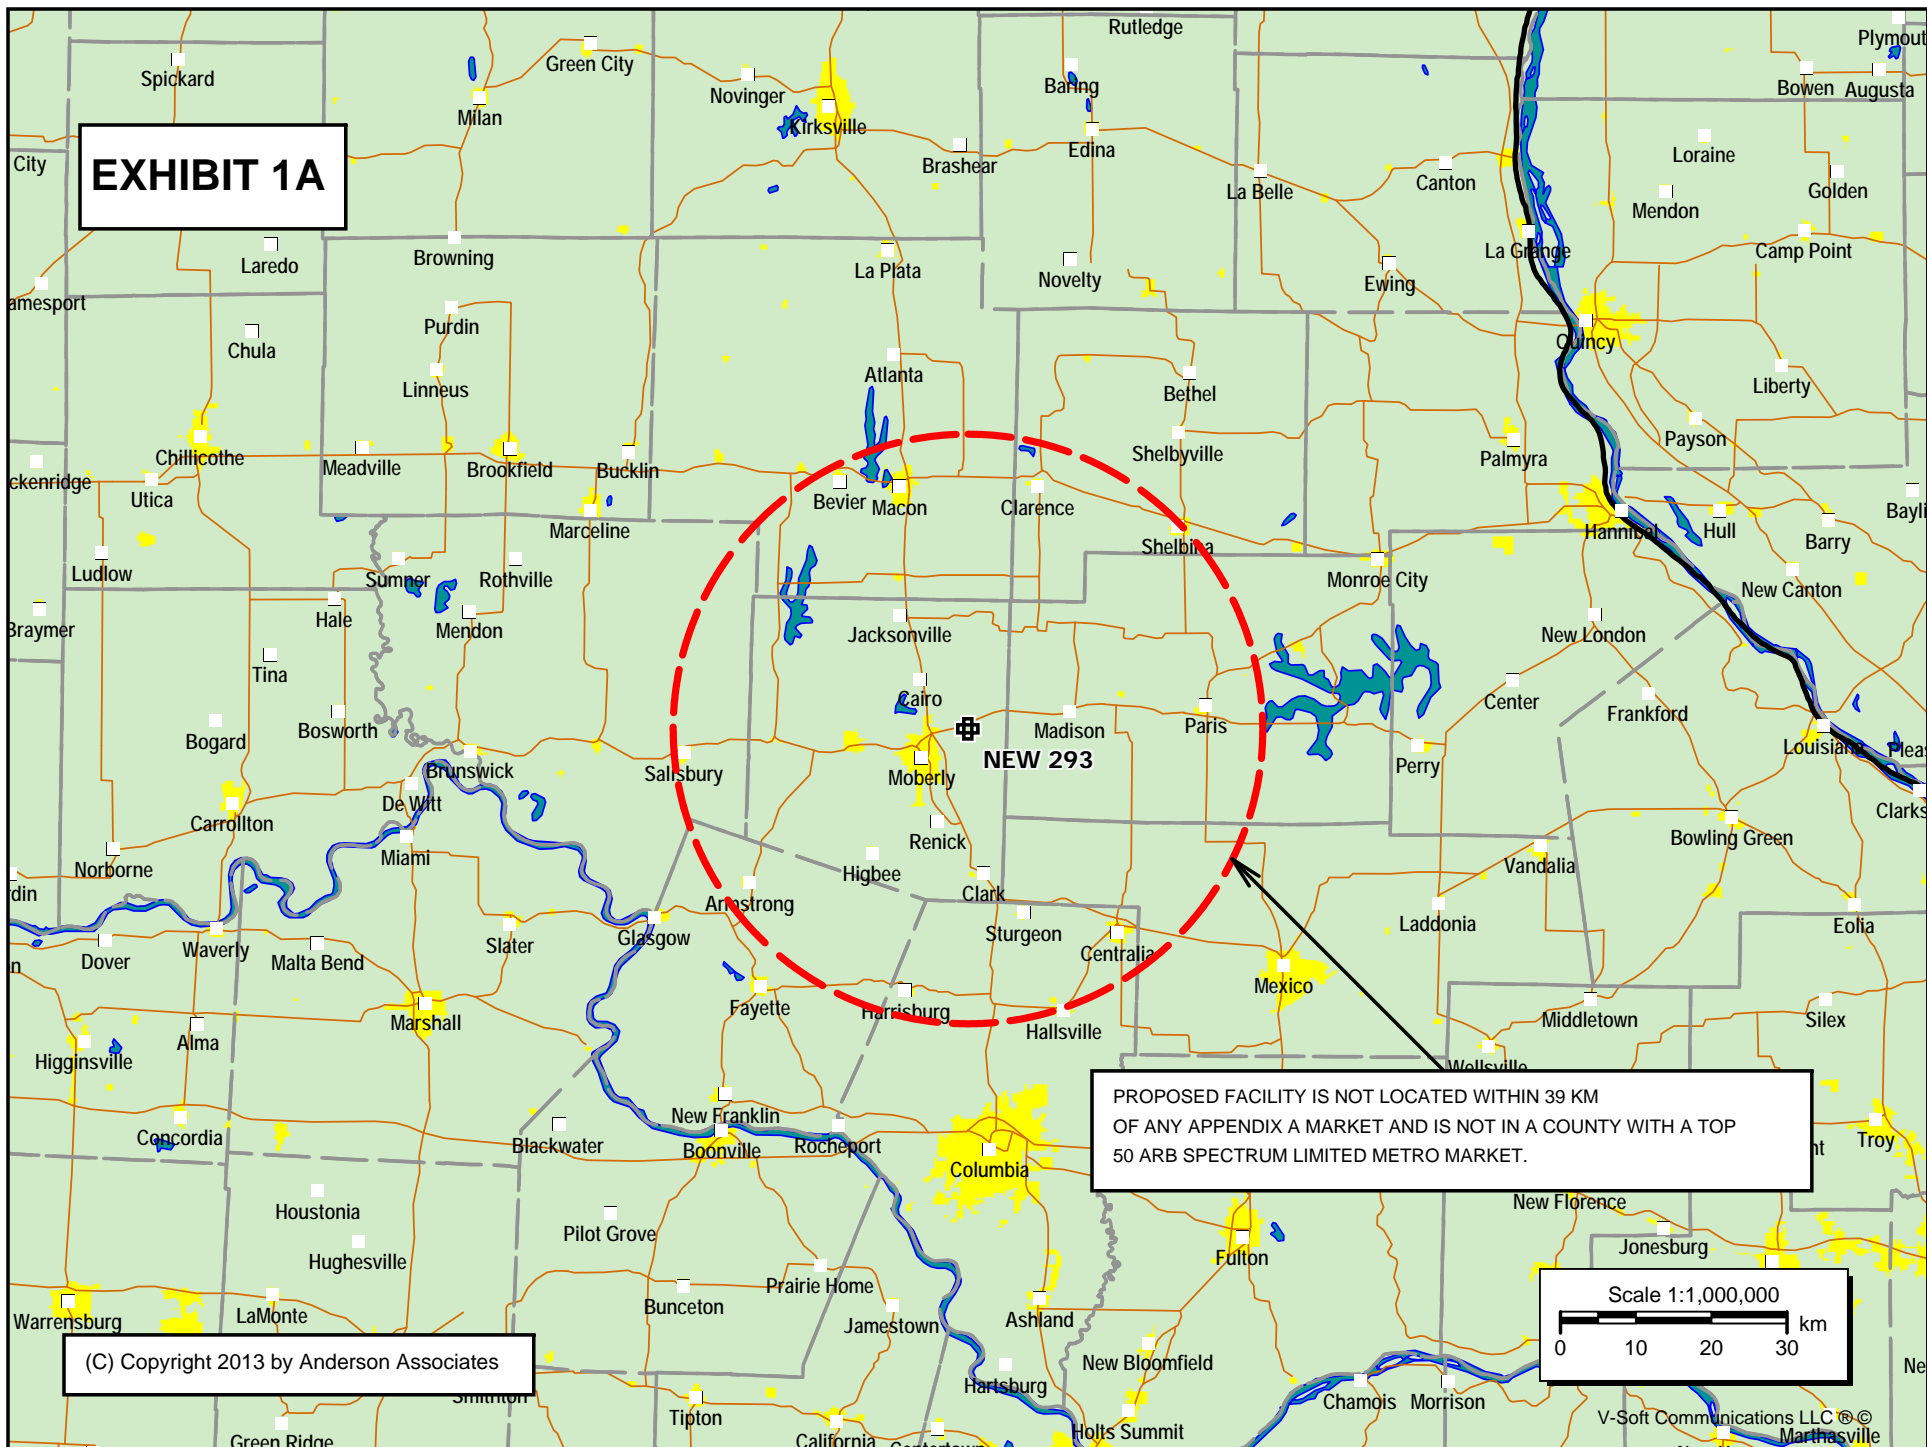 Rutledge
Plymout
Spickard
Green City
Novinger
Baring
Bowen
Augusta
Milan
Kirksville
Edina
Loraine
City
EXHIBIT 1A
Brashear
La Belle
Canton
Golden
Mendon
Laredo
Browning
La Plata
Novelty
Ewing
La Grange
Camp Point
amesport
Purdin
Chula
Quincy
Linneus
Atlanta
Bethel
Liberty
Chillicothe
Meadville
Brookfield
Bucklin
Shelbyville
Palmyra
Payson
ckenridge
Utica
Bevier
Macon
Clarence
Bayli
Marceline
Shelbina
Hannibal
Hull
Barry
Ludlow
Sumner
Rothville
Monroe City
New Canton
Braymer
Hale
Mendon
Jacksonville
New London
Tina
Cairo
Center
Frankford
Bogard
Bosworth
Madison
Paris
Louisiana
Pleas
NEW 293
Brunswick
Salisbury
Moberly
Perry
De Witt
Clarks
Carrollton
Renick
Bowling Green
Norborne
Miami
Higbee
Vandalia
rdin
Armstrong
Clark
Laddonia
Eolia
Dover
Waverly
Malta Bend
Slater
Glasgow
Sturgeon
Centralia
n
Mexico
Marshall
Fayette
Harrisburg
Hallsville
Middletown
Silex
Higginsville
Alma
Wellsville
PROPOSED FACILITY IS NOT LOCATED WITHIN 39 KM
OF ANY APPENDIX A MARKET AND IS NOT IN A COUNTY WITH A TOP
50 ARB SPECTRUM LIMITED METRO MARKET.
Concordia
Blackwater
New Franklin
Boonville
Rocheport
Columbia
nt
Troy
Houstonia
Pilot Grove
New Florence
Hughesville
Fulton
Jonesburg
Prairie Home
Warrensburg
LaMonte
Bunceton
Jamestown
Ashland
Scale 1:1,000,000
km
0 10 20 30
(C) Copyright 2013 by Anderson Associates
New Bloomfield
Ne
Smithton
Tipton
Hartsburg
Chamois
Morrison
V-Soft Communications LLC ® ©
Green Ridge
California
Centertown
Holts Summit
Marthasville